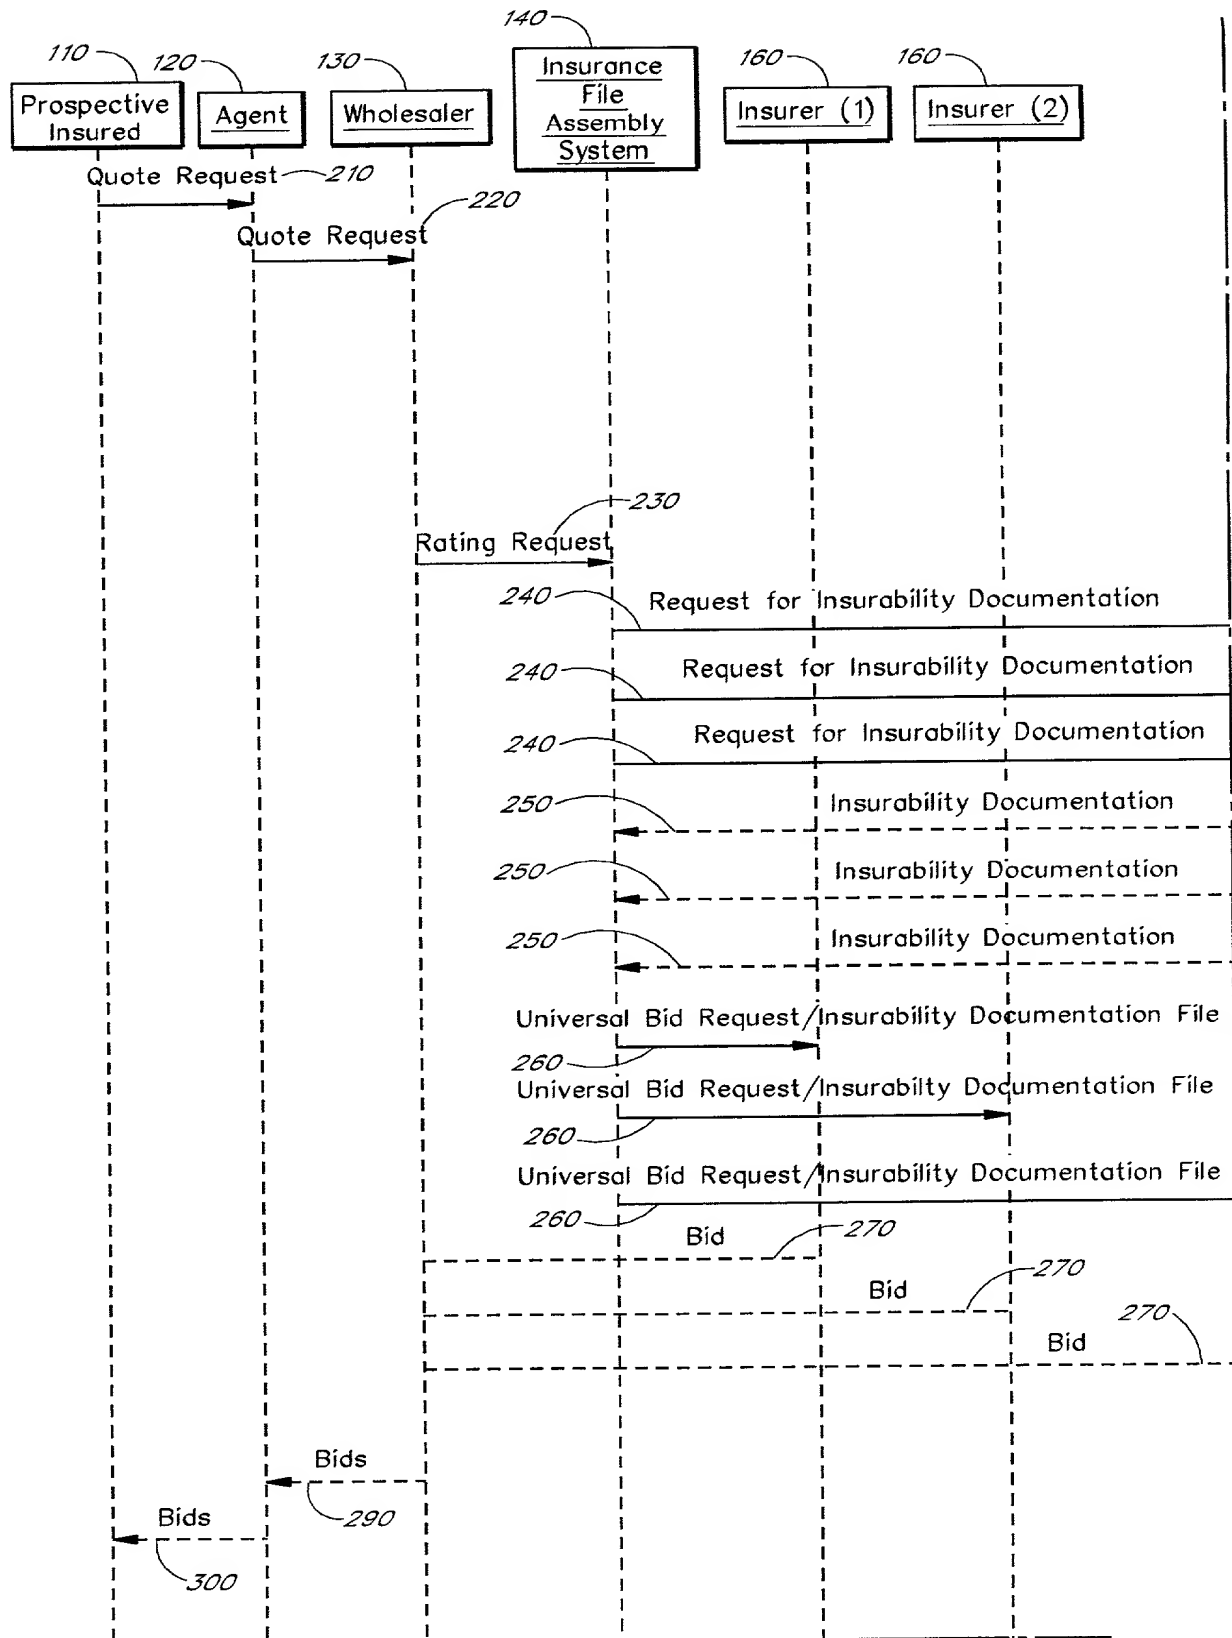 140
110
120
130
160
160
Prospective
Insured
Agent
Wholesaler
Insurance
File
Assembly
System
Insurer (1)
Insurer (2)
Quote Request 210
220
Quote Request
230
Rating Request
240 Request for Insurability Documentation
240 Request for Insurability Documentation
240 Request for Insurability Documentation
250 Insurability Documentation
250 Insurability Documentation
250 Insurability Documentation
Universal Bid Request/Insurability Documentation File
260
Universal Bid Request/Insurabilty Documentation File
260
Universal Bid Request/Insurability Documentation File
260
Bid 270
Bid 270
Bid 270
Bids
290
Bids
300